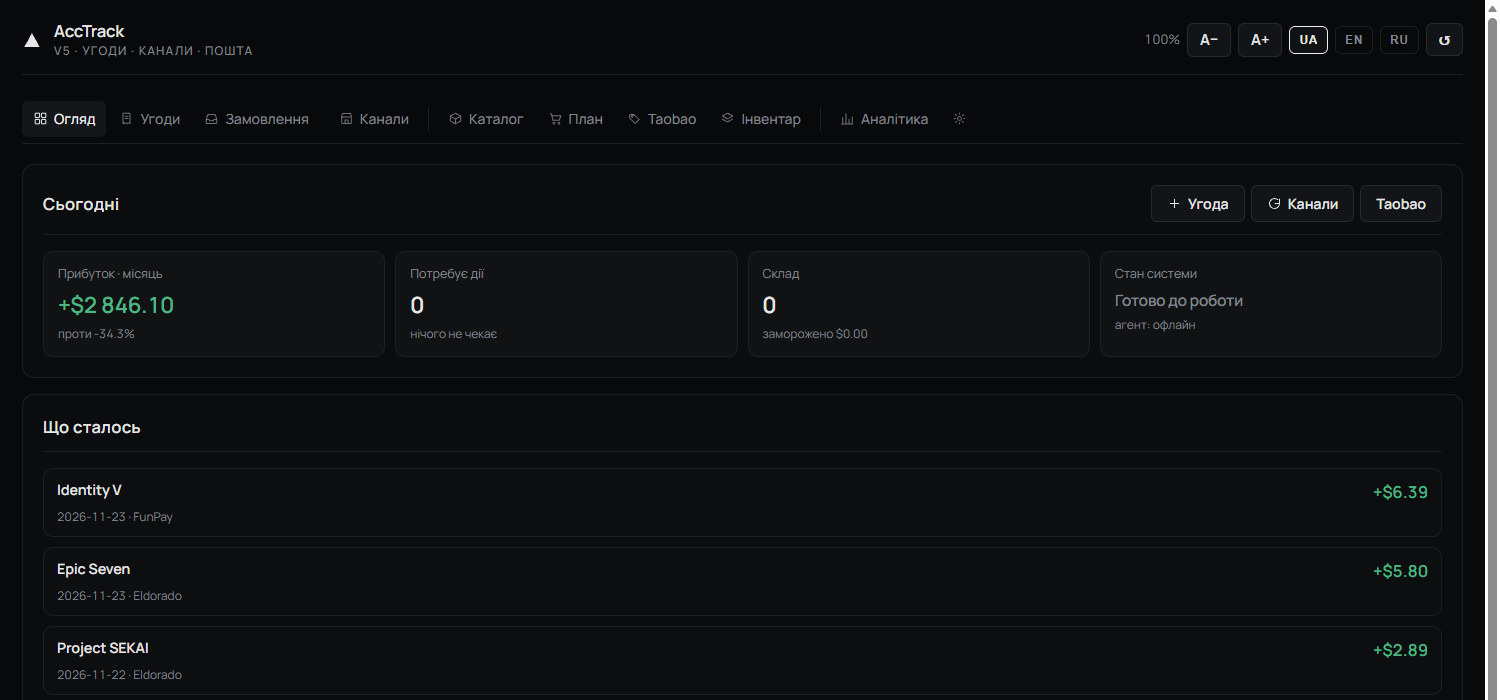 AccTrack
V5 · УГОДИ · КАНАЛИ · ПОШТА
100% A− A+ UA EN RU ↺
Огляд Угоди Замовлення Канали Каталог План Taobao Інвентар Аналітика
Сьогодні
+ Угода Канали Taobao
Прибуток · місяць
+$2 846.10
проти -34.3%
Потребує дії
0
нічого не чекає
Склад
0
заморожено $0.00
Стан системи
Готово до роботи
агент: офлайн
Що сталось
Identity V
+$6.39
2026-11-23 · FunPay
Epic Seven
+$5.80
2026-11-23 · Eldorado
Project SEKAI
+$2.89
2026-11-22 · Eldorado